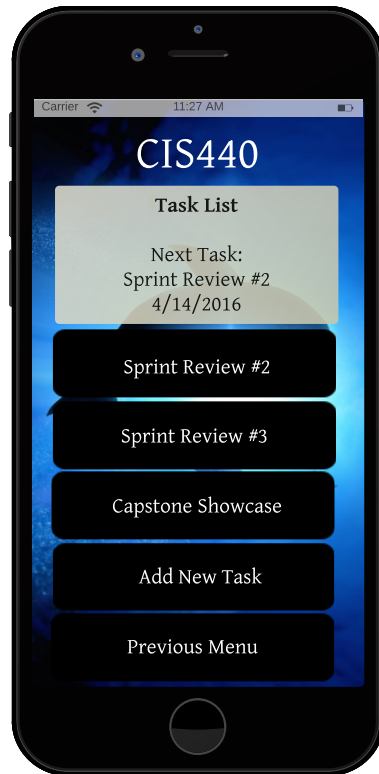 Carrier 11:27 AM
CIS440
Task List
Next Task:
Sprint Review #2
4/14/2016
Sprint Review #2
Sprint Review #3
Capstone Showcase
Add New Task
Previous Menu